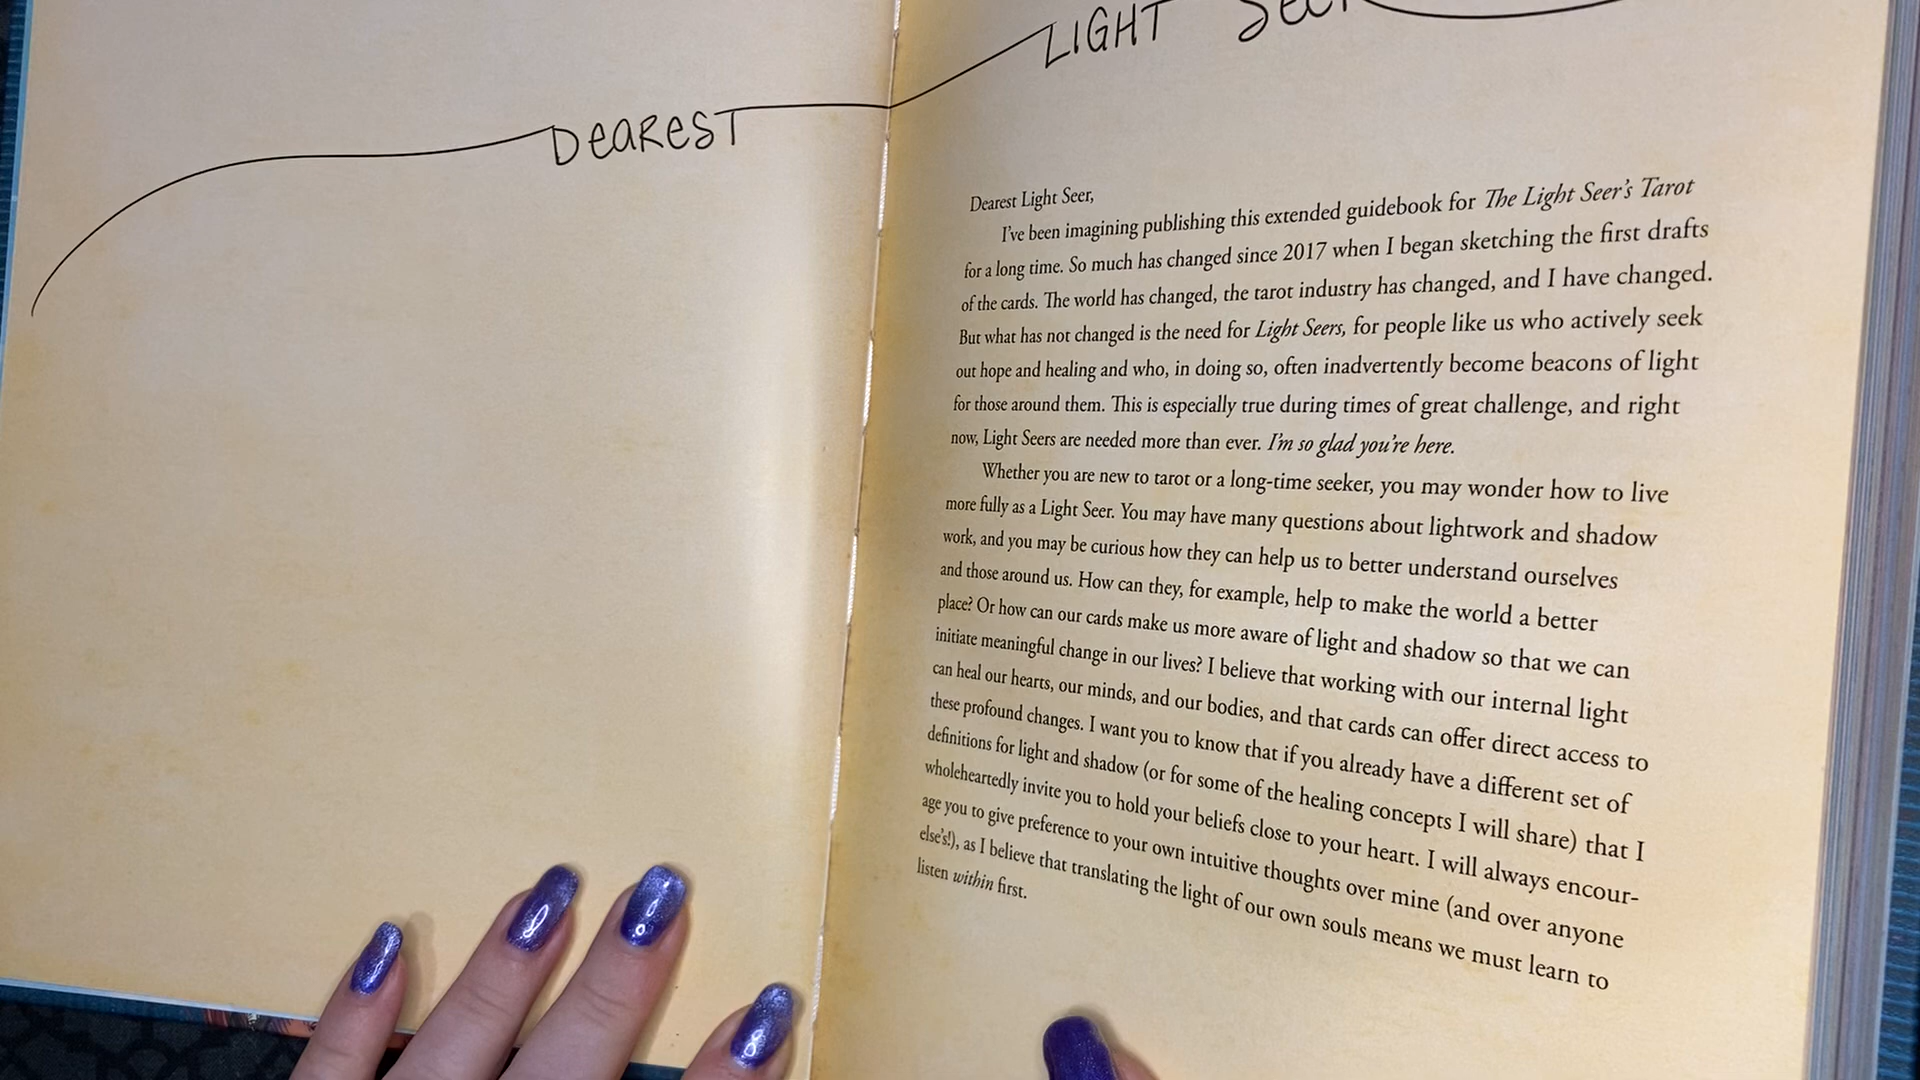 DEAREST
LIGHT
Dearest Light Seer,
I've been imagining publishing this extended guidebook for The Light Seer's Tarot
for a long time. So much has changed since 2017 when I began sketching the first drafts
of the cards. The world has changed, the tarot industry has changed, and I have changed.
But what has not changed is the need for Light Seers, for people like us who actively seek
out hope and healing and who, in doing so, often inadvertently become beacons of light
for those around them. This is especially true during times of great challenge, and right
now, Light Seers are needed more than ever. I'm so glad you're here.
Whether you are new to tarot or a long-time seeker, you may wonder how to live
more fully as a Light Seer. You may have many questions about lightwork and shadow
work, and you may be curious how they can help us to better understand ourselves
and those around us. How can they, for example, help to make the world a better
place? Or how can our cards make us more aware of light and shadow so that we can
initiate meaningful change in our lives? I believe that working with our internal light
can heal our hearts, our minds, and our bodies, and that cards can offer direct access to
these profound changes. I want you to know that if you already have a different set of
definitions for light and shadow (or for some of the healing concepts I will share) that I
wholeheartedly invite you to hold your beliefs close to your heart. I will always encour-
age you to give preference to your own intuitive thoughts over mine (and over anyone
else's!), as I believe that translating the light of our own souls means we must learn to
listen within first.